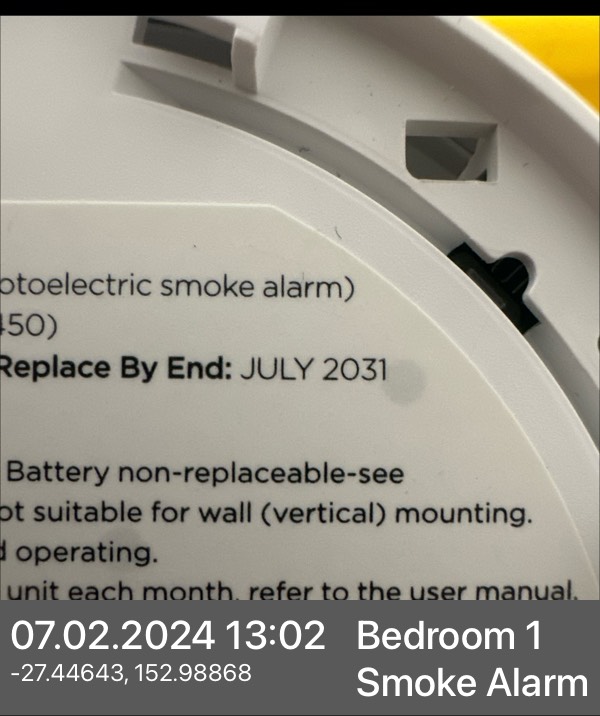 otoelectric smoke alarm)
450)
Replace By End: JULY 2031
Battery non-replaceable-see
ot suitable for wall (vertical) mounting.
d operating.
unit each month, refer to the user manual.
07.02.2024 13:02
-27.44643, 152.98868
Bedroom 1
Smoke Alarm